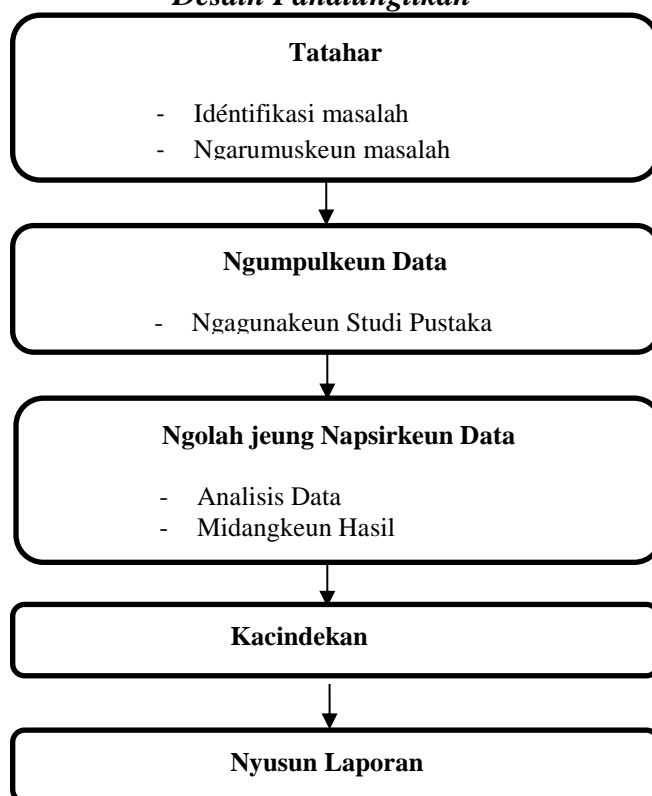 Desain Panalungtikan
Tatahar
- Idéntifikasi masalah
- Ngarumuskeun masalah
Ngumpulkeun Data
- Ngagunakeun Studi Pustaka
Ngolah jeung Napsirkeun Data
- Analisis Data
- Midangkeun Hasil
Kacindekan
Nyusun Laporan